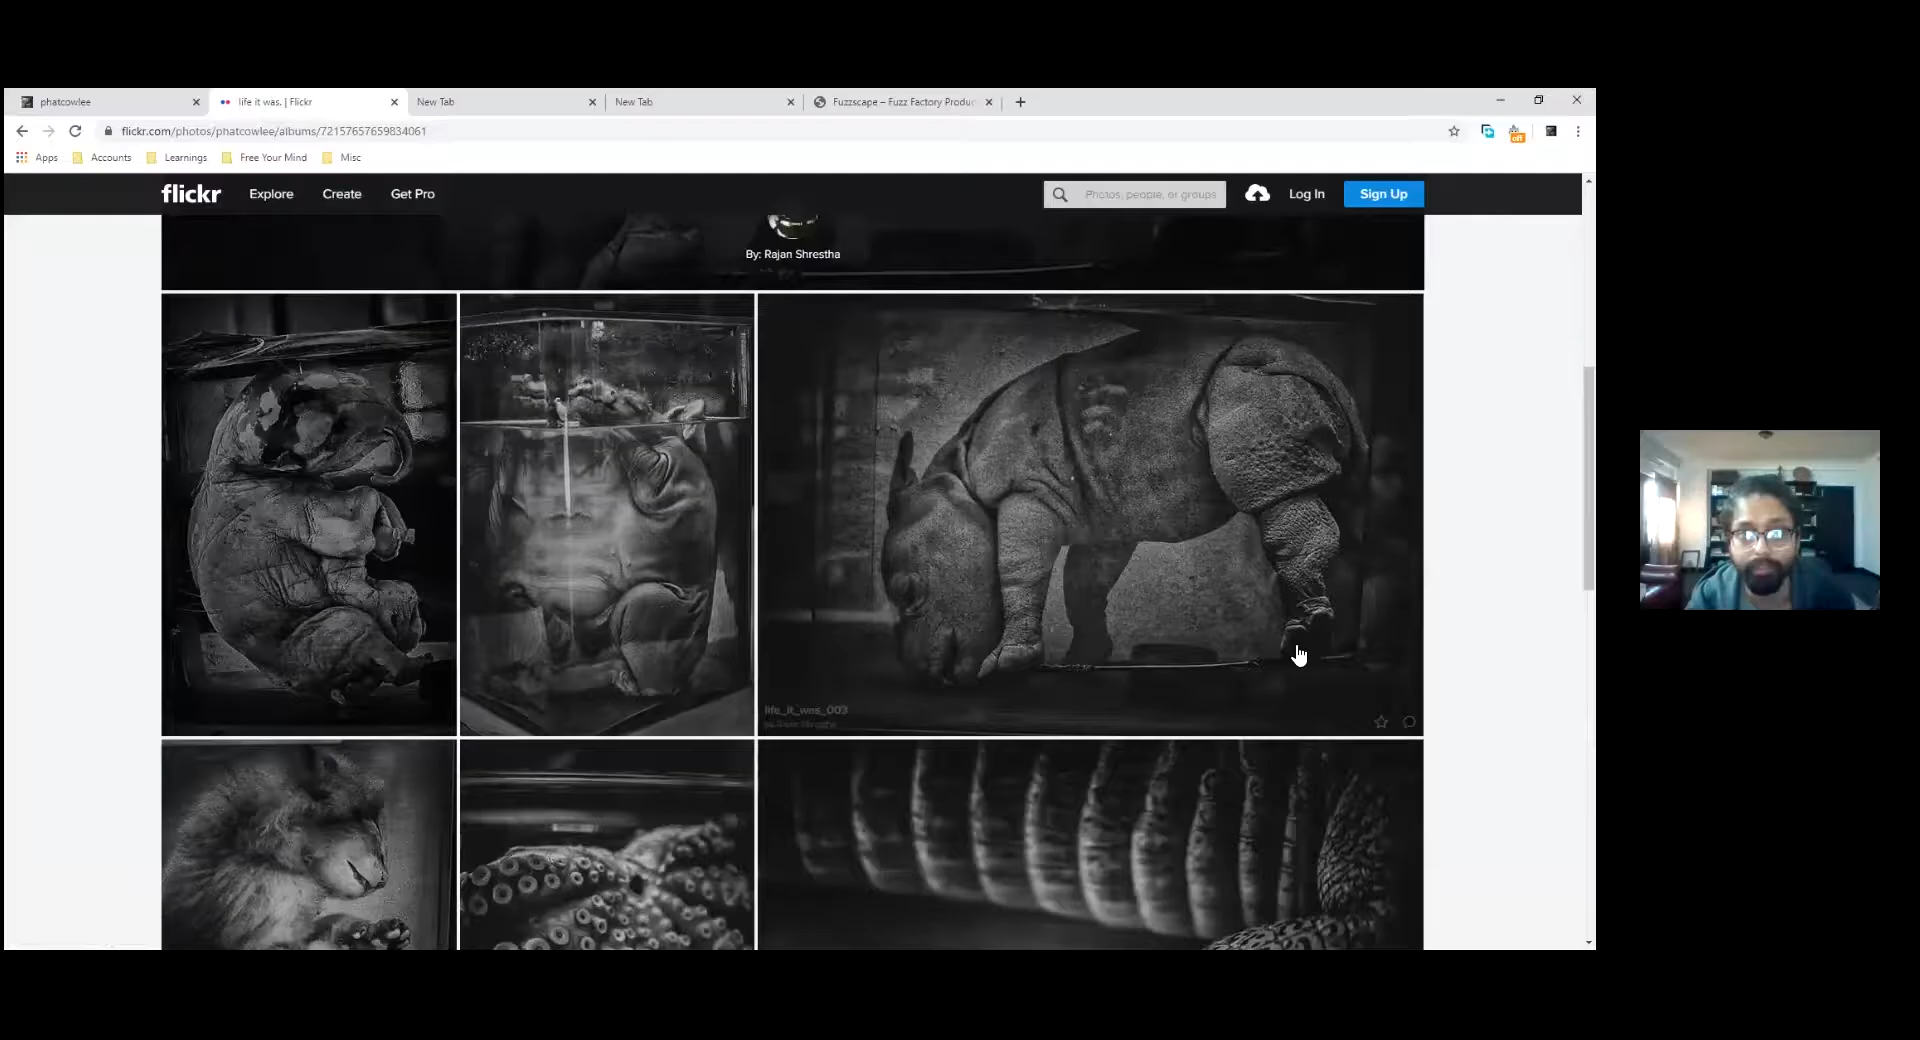 phatcowlee
life it was. | Flickr
New Tab
New Tab
Fuzzscape – Fuzz Factory Produc
flickr.com/photos/phatcowlee/albums/72157657659834061
Apps
Accounts
Learnings
Free Your Mind
Misc
flickr
Explore
Create
Get Pro
Photos, people, or groups
Log In
Sign Up
By: Rajan Shrestha
life_it_was_003
off